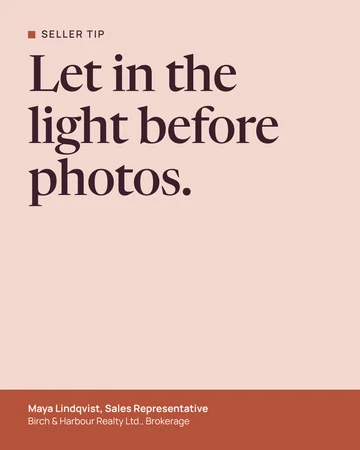 SELLER TIP
Let in the
light before
photos.
Maya Lindqvist, Sales Representative
Birch & Harbour Realty Ltd., Brokerage